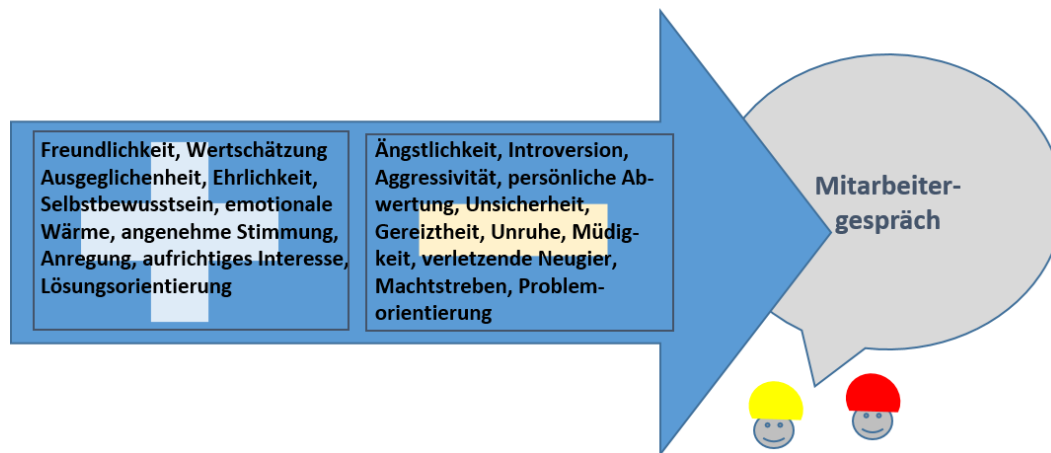 Freundlichkeit, Wertschätzung
Ausgeglichenheit, Ehrlichkeit,
Selbstbewusstsein, emotionale
Wärme, angenehme Stimmung,
Anregung, aufrichtiges Interesse,
Lösungsorientierung
Ängstlichkeit, Introversion,
Aggressivität, persönliche Ab-
wertung, Unsicherheit,
Gereiztheit, Unruhe, Müdig-
keit, verletzende Neugier,
Machtstreben, Problem-
orientierung
Mitarbeiter-
gespräch